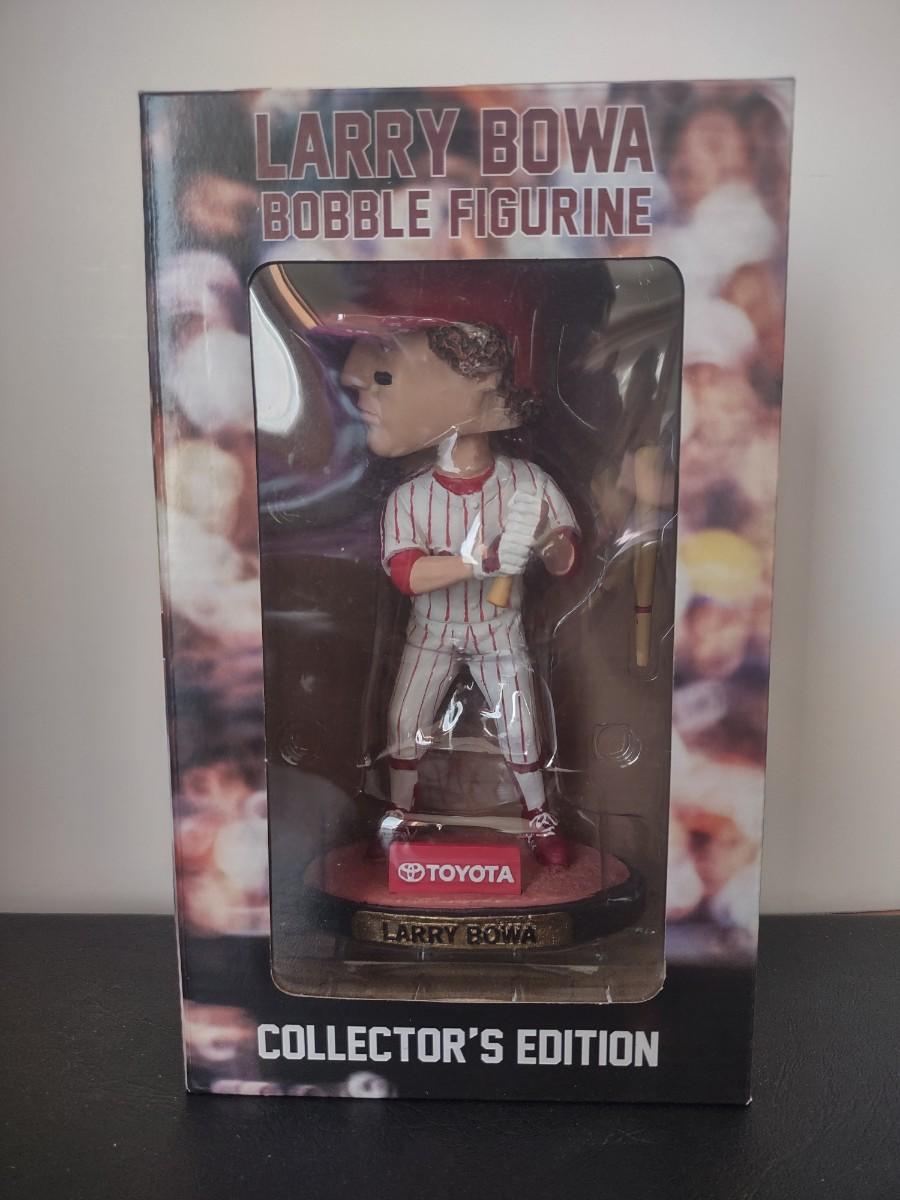 LARRY BOWA
BOBBLE FIGURINE
TOYOTA
LARRY BOWA
COLLECTOR'S EDITION